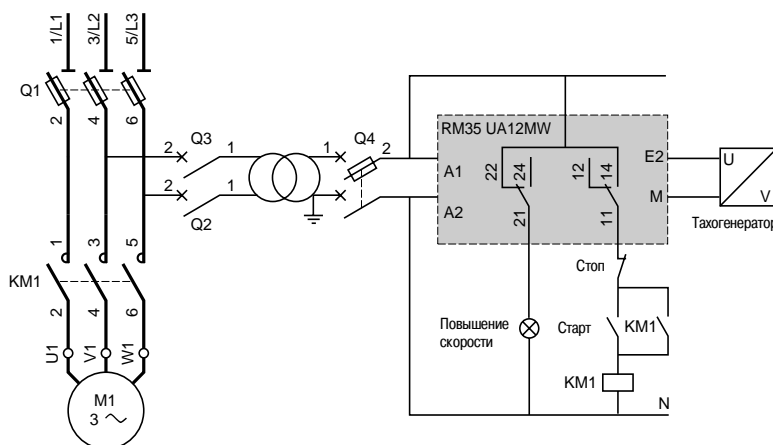 1/L1
3/L2
5/L3
Q1
2
4
6
2
Q3
1
1
Q4
2
RM35 UA12MW
A1
A2
22
24
21
12
14
11
E2
M
U
V
Тахогенератор
2
1
Q2
1
3
5
KM1
2
4
6
U1
V1
W1
M1
3
Стоп
Повышение
скорости
Старт
KM1
KM1
N